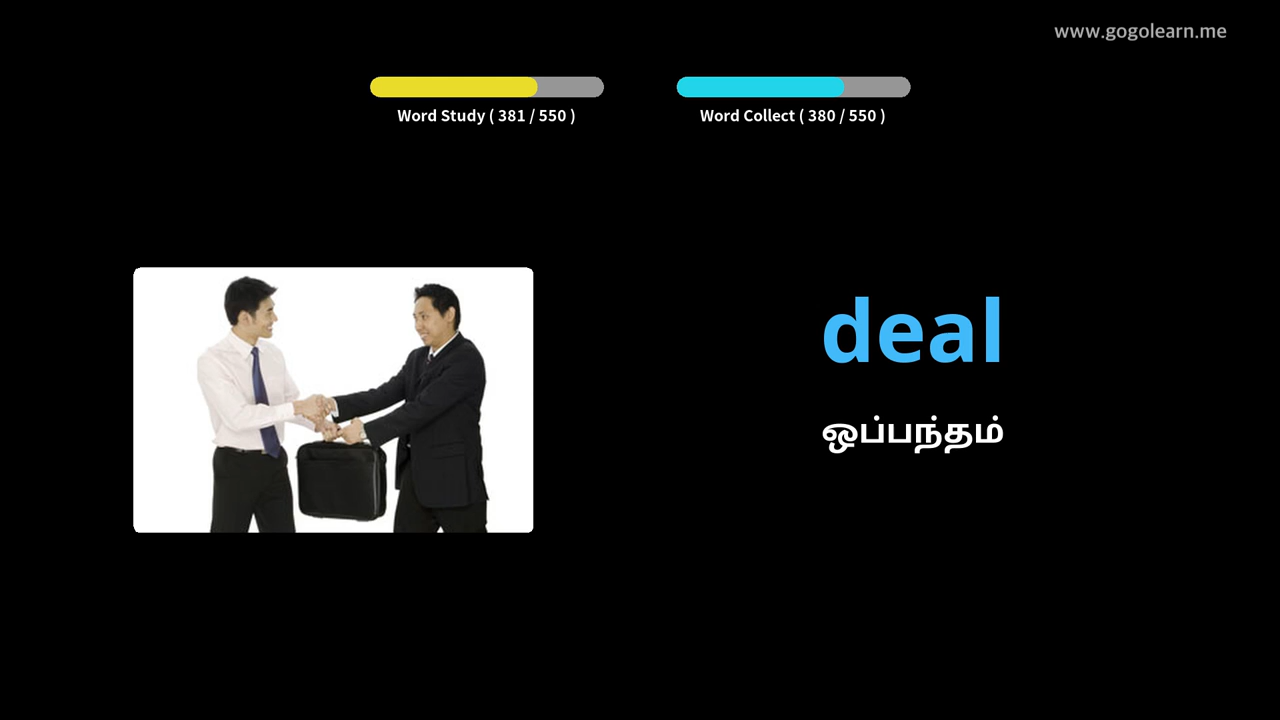 www.gogolearn.me
Word Study ( 381 / 550 )
Word Collect ( 380 / 550 )
deal
ஒப்பந்தம்